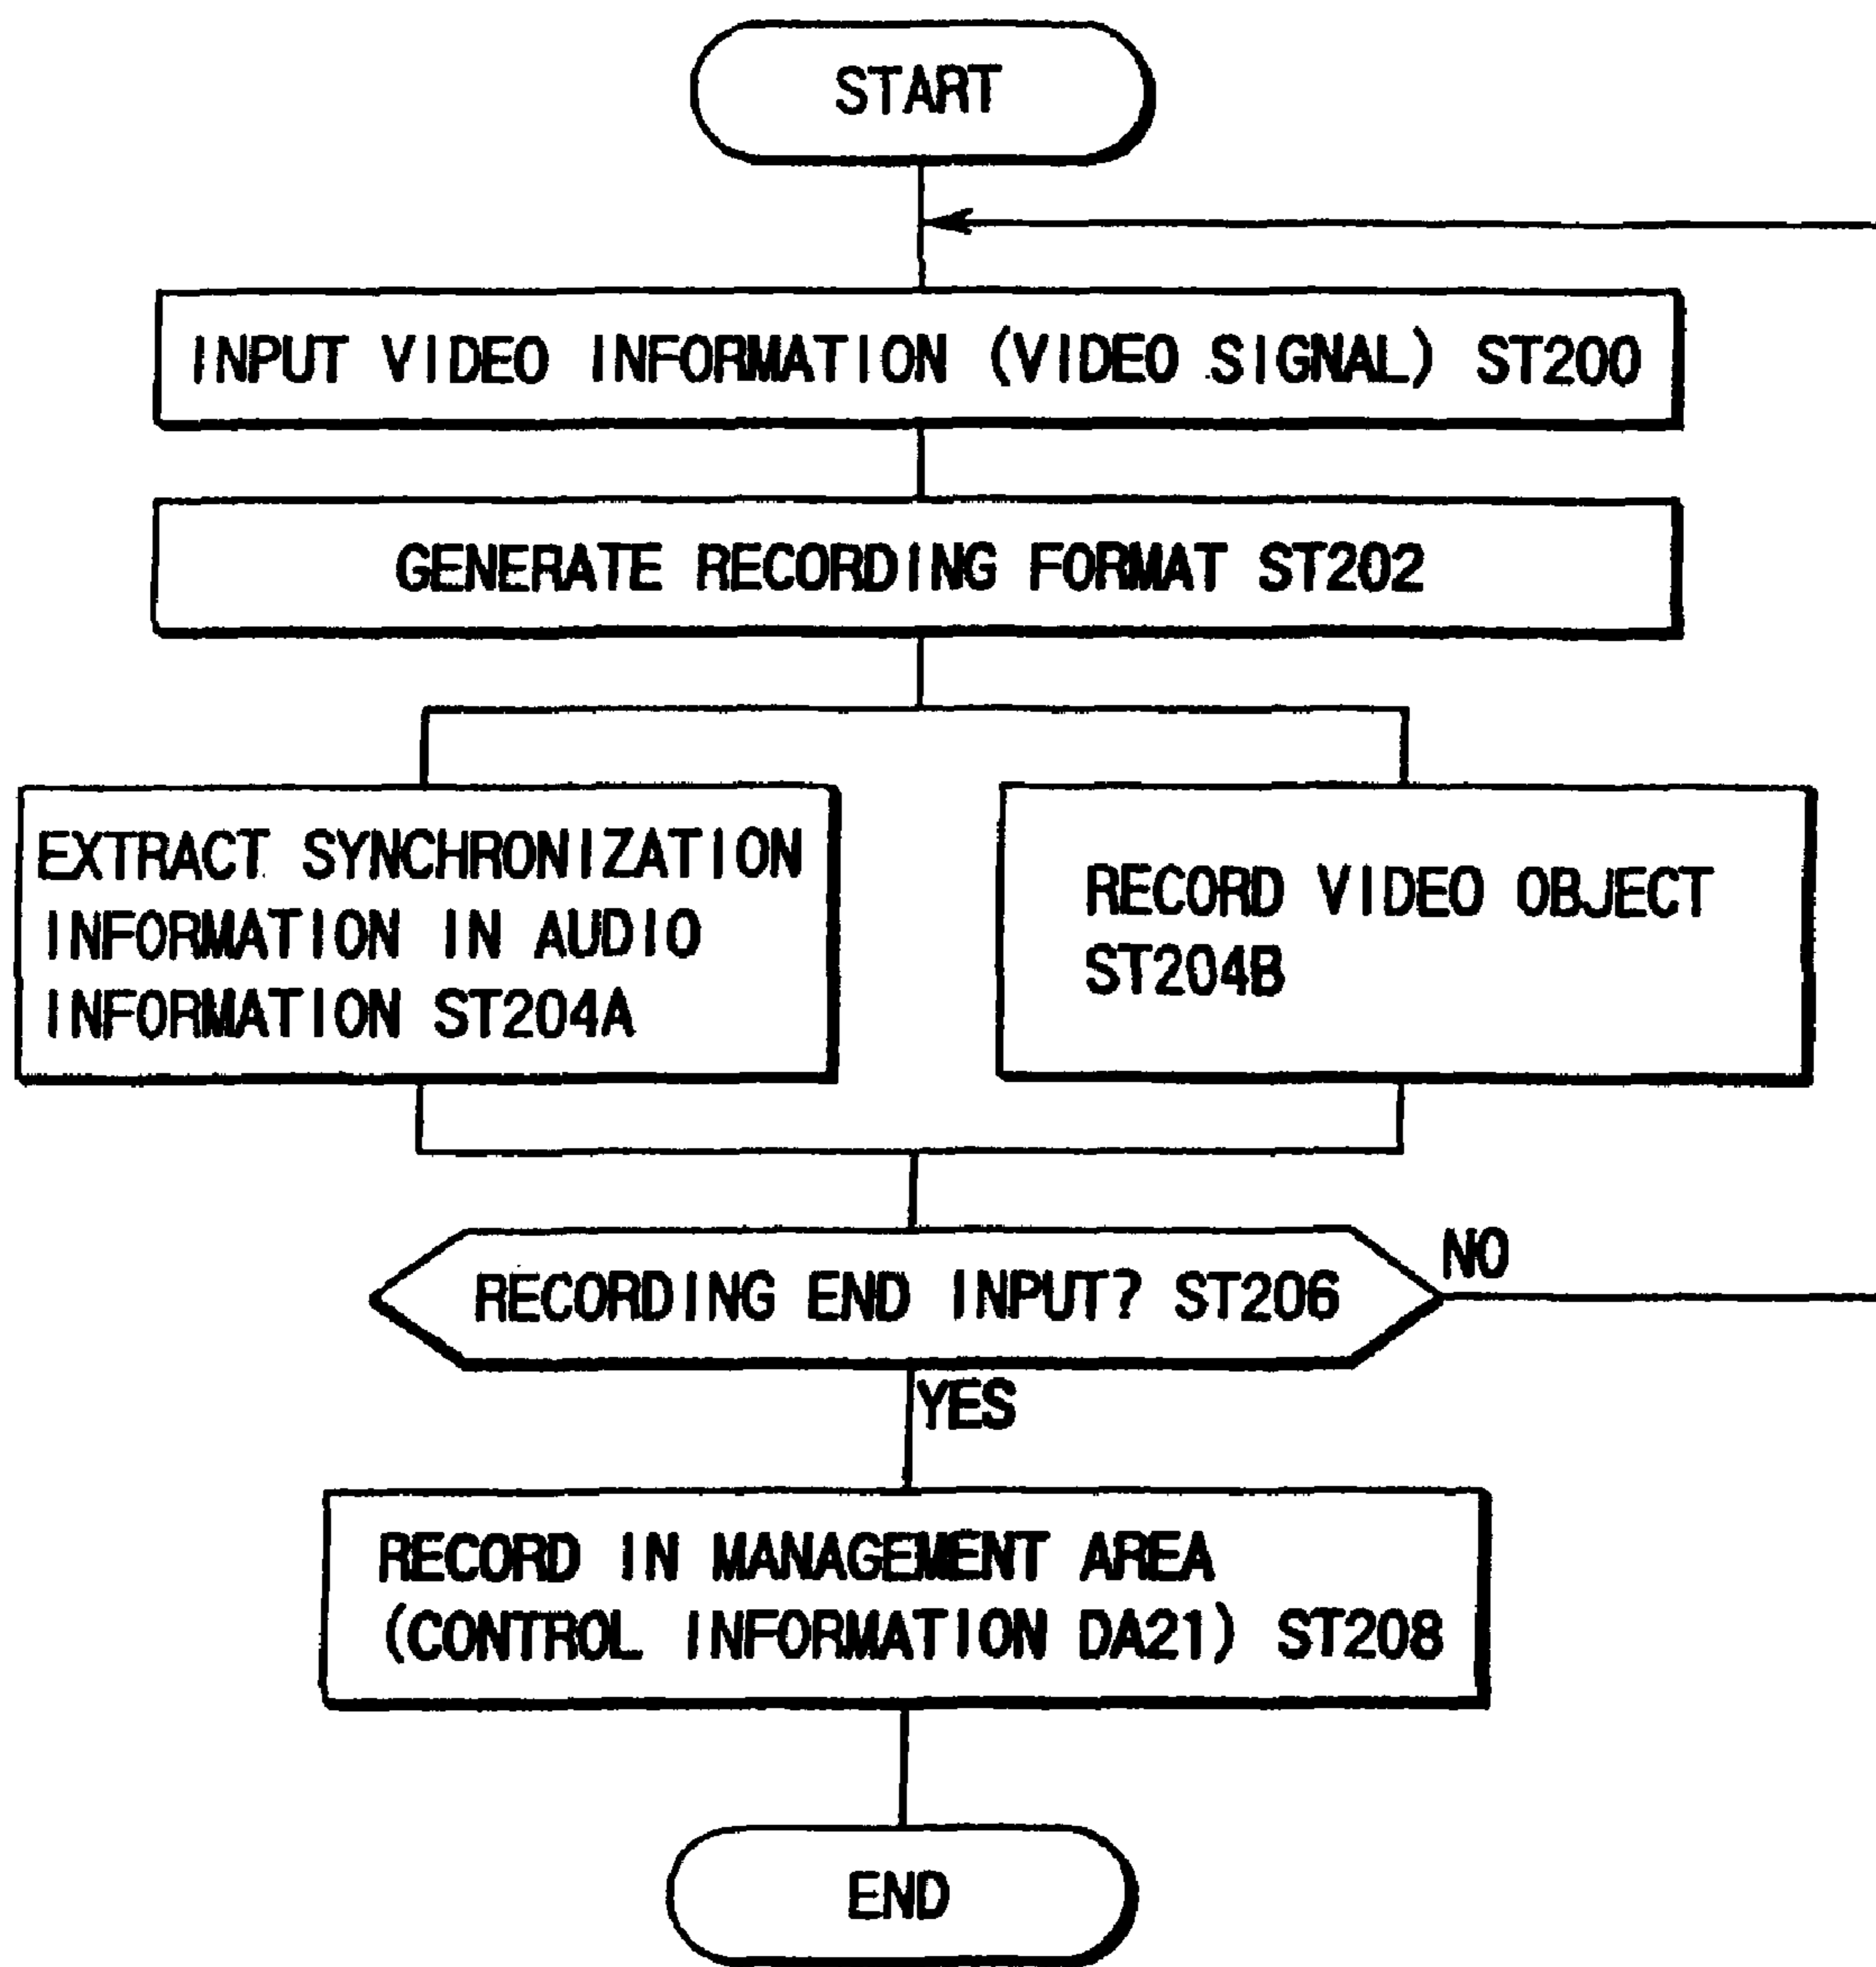 START
INPUT VIDEO INFORMATION (VIDEO SIGNAL) ST200
GENERATE RECORDING FORMAT ST202
EXTRACT SYNCHRONIZATION
INFORMATION IN AUDIO
INFORMATION ST204A
RECORD VIDEO OBJECT
ST204B
RECORDING END INPUT? ST206
NO
YES
RECORD IN MANAGEMENT AREA
(CONTROL INFORMATION DA21) ST208
END